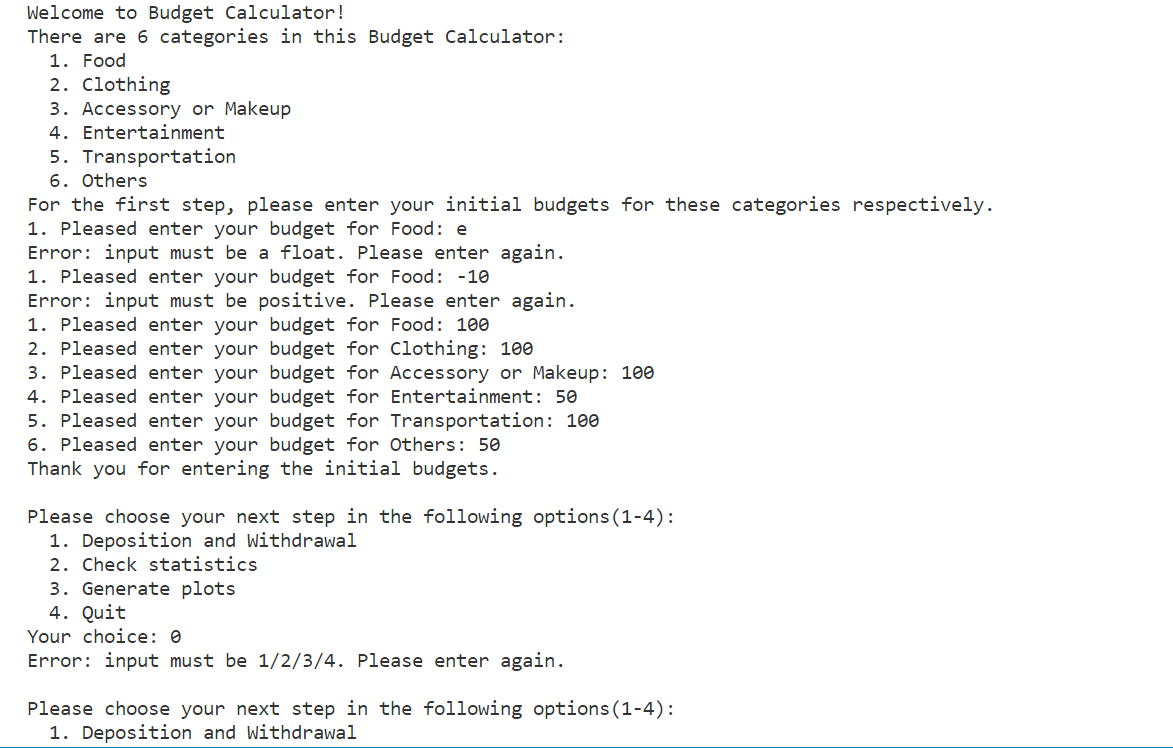 Welcome to Budget Calculator!
There are 6 categories in this Budget Calculator:
  1. Food
  2. Clothing
  3. Accessory or Makeup
  4. Entertainment
  5. Transportation
  6. Others
For the first step, please enter your initial budgets for these categories respectively.
1. Pleased enter your budget for Food: e
Error: input must be a float. Please enter again.
1. Pleased enter your budget for Food: -10
Error: input must be positive. Please enter again.
1. Pleased enter your budget for Food: 100
2. Pleased enter your budget for Clothing: 100
3. Pleased enter your budget for Accessory or Makeup: 100
4. Pleased enter your budget for Entertainment: 50
5. Pleased enter your budget for Transportation: 100
6. Pleased enter your budget for Others: 50
Thank you for entering the initial budgets.

Please choose your next step in the following options(1-4):
  1. Deposition and Withdrawal
  2. Check statistics
  3. Generate plots
  4. Quit
Your choice: 0
Error: input must be 1/2/3/4. Please enter again.

Please choose your next step in the following options(1-4):
  1. Deposition and Withdrawal